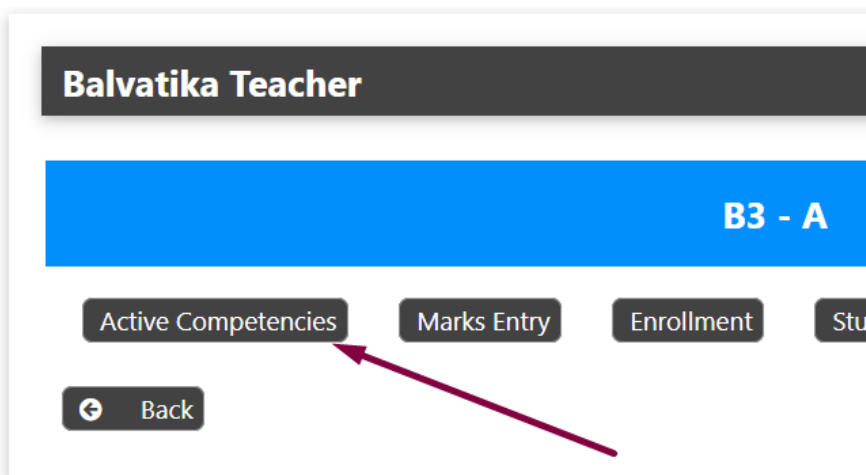 Balvatika Teacher
B3 - A
Active Competencies Marks Entry Enrollment
Back